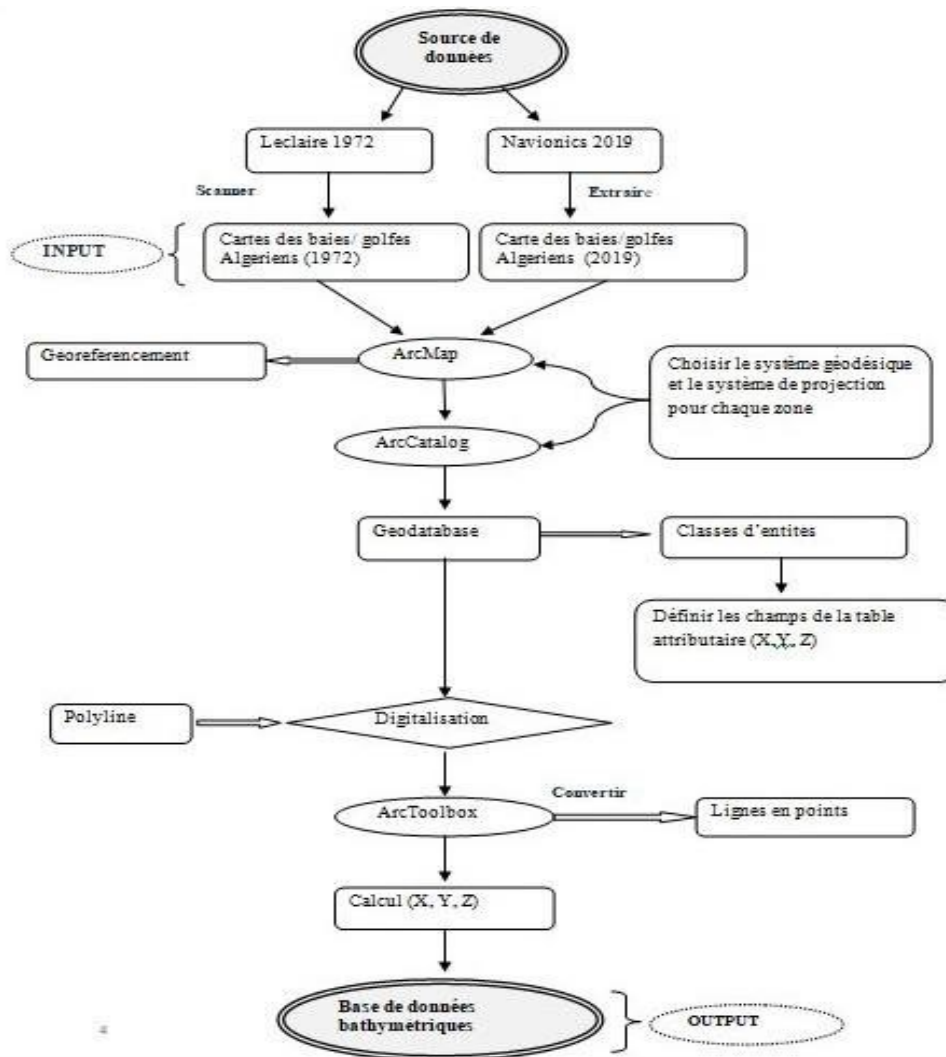 Source de
données
Leclaire 1972
Navionics 2019
Scanner
Extraire
INPUT
Cartes des baies/ golfes
Algeriens (1972)
Carte des baies/golfes
Algeriens (2019)
Georeferencement
ArcMap
Choisir le système géodésique
et le système de projection
pour chaque zone
ArcCatalog
Geodatabase
Classes d'entites
Définir les champs de la table
attributaire (X,Y, Z)
Polyline
Digitalisation
Convertir
ArcToolbox
Lignes en points
Calcul (X, Y, Z)
Base de données
bathymétriques
OUTPUT